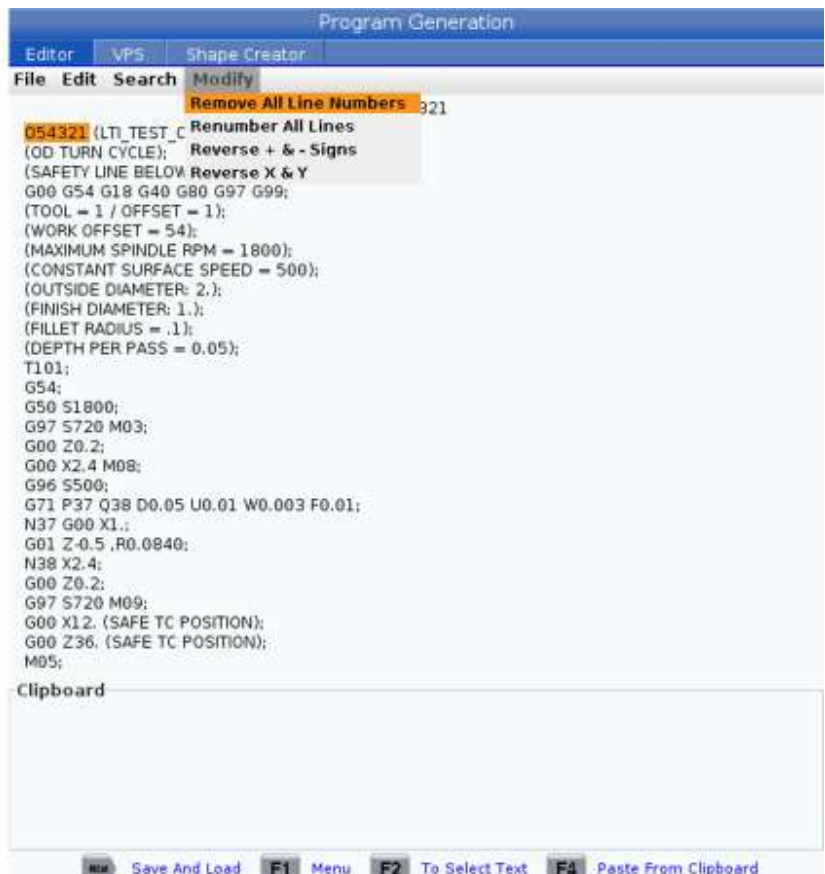 Program Generation
Editor VPS Shape Creator
File Edit Search Modify
Remove All Line Numbers
Renumber All Lines
Reverse + & - Signs
Reverse X & Y
321
O54321 (LTI_TEST_C
(OD TURN CYCLE);
(SAFETY LINE BELOW
G00 G54 G18 G40 G80 G97 G99;
(TOOL = 1 / OFFSET = 1);
(WORK OFFSET = 54);
(MAXIMUM SPINDLE RPM = 1800);
(CONSTANT SURFACE SPEED = 500);
(OUTSIDE DIAMETER: 2.);
(FINISH DIAMETER: 1.);
(FILLET RADIUS = .1);
(DEPTH PER PASS = 0.05);
T101;
G54;
G50 S1800;
G97 S720 M03;
G00 Z0.2;
G00 X2.4 M08;
G96 S500;
G71 P37 Q38 D0.05 U0.01 W0.003 F0.01;
N37 G00 X1.;
G01 Z-0.5 ,R0.0840;
N38 X2.4;
G00 Z0.2;
G97 S720 M09;
G00 X12. (SAFE TC POSITION);
G00 Z36. (SAFE TC POSITION);
M05;
Clipboard
Save And Load F1 Menu F2 To Select Text F4 Paste From Clipboard